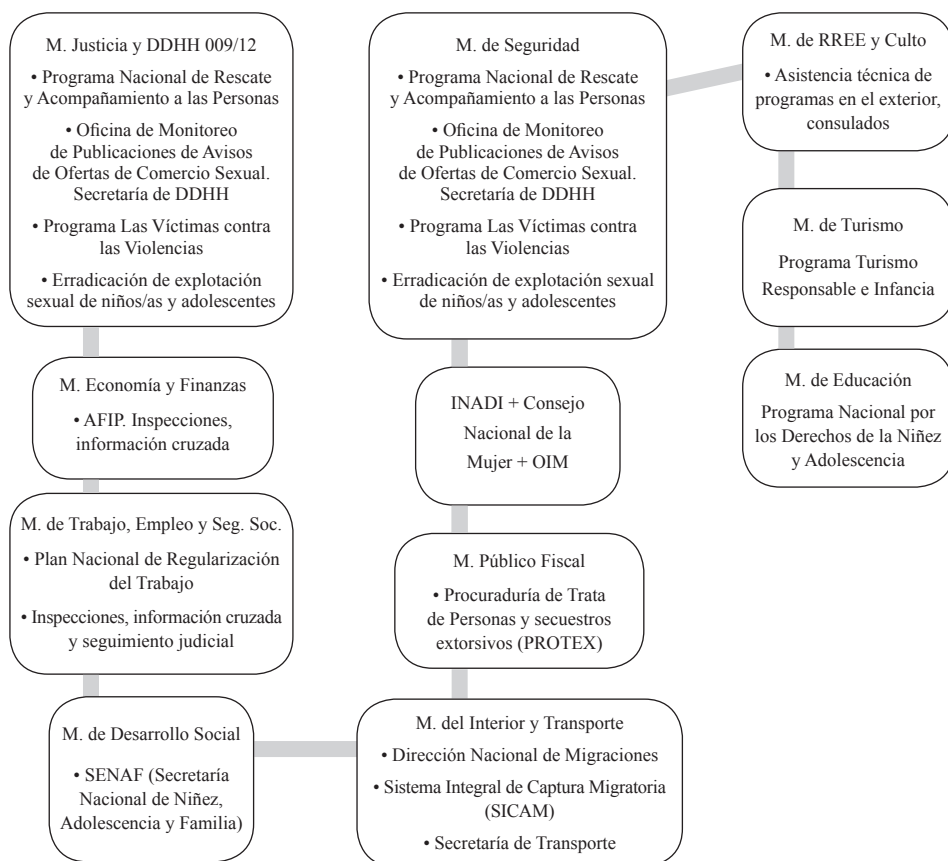 M. Justicia y DDHH 009/12
• Programa Nacional de Rescate
y Acompañamiento a las Personas
• Oficina de Monitoreo
de Publicaciones de Avisos
de Ofertas de Comercio Sexual.
Secretaría de DDHH
• Programa Las Víctimas contra
las Violencias
• Erradicación de explotación
sexual de niños/as y adolescentes
M. Economía y Finanzas
• AFIP. Inspecciones,
información cruzada
M. de Trabajo, Empleo y Seg. Soc.
• Plan Nacional de Regularización
del Trabajo
• Inspecciones, información cruzada
y seguimiento judicial
M. de Desarrollo Social
• SENAF (Secretaría
Nacional de Niñez,
Adolescencia y Familia)
M. de Seguridad
• Programa Nacional de Rescate
y Acompañamiento a las Personas
• Oficina de Monitoreo
de Publicaciones de Avisos
de Ofertas de Comercio Sexual.
Secretaría de DDHH
• Programa Las Víctimas contra
las Violencias
• Erradicación de explotación sexual
de niños/as y adolescentes
INADI + Consejo
Nacional de la
Mujer + OIM
M. Público Fiscal
• Procuraduría de Trata
de Personas y secuestros
extorsivos (PROTEX)
M. del Interior y Transporte
• Dirección Nacional de Migraciones
• Sistema Integral de Captura Migratoria
(SICAM)
• Secretaría de Transporte
M. de RREE y Culto
• Asistencia técnica de
programas en el exterior,
consulados
M. de Turismo
Programa Turismo
Responsable e Infancia
M. de Educación
Programa Nacional por
los Derechos de la Niñez
y Adolescencia